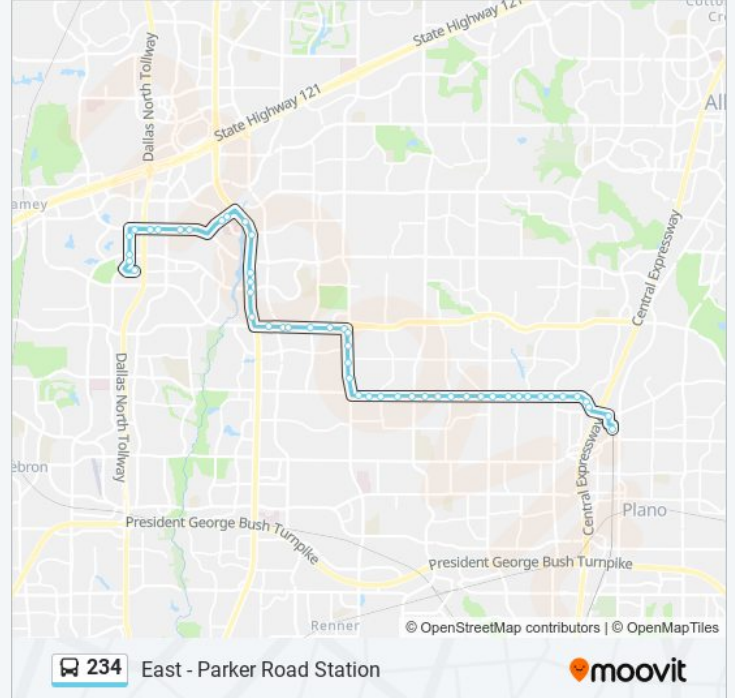 Cotto
Cr
State Highway 121
Dallas North Tollway
State Highway 121
All
amey
Central Expressway
Dallas North Tollway
Central Expressway
ebron
Plano
President George Bush Turnpike
President George Bush Turnpike
Renner
© OpenStreetMap contributors | © OpenMapTiles
234 East - Parker Road Station
moovit